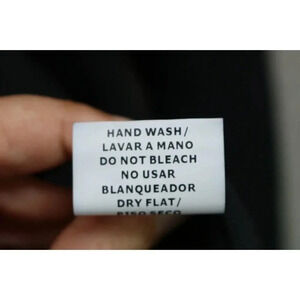 HAND WASH/
LAVAR A MANO
DO NOT BLEACH
NO USAR
BLANQUEADOR
DRY FLAT/